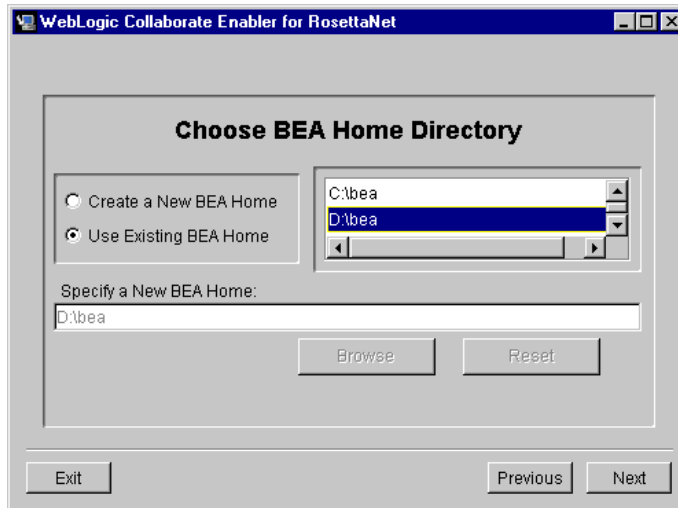 WebLogic Collaborate Enabler for RosettaNet
Choose BEA Home Directory
Create a New BEA Home
Use Existing BEA Home
C:\bea
D:\bea
Specify a New BEA Home:
D:\bea
Browse
Reset
Exit
Previous
Next